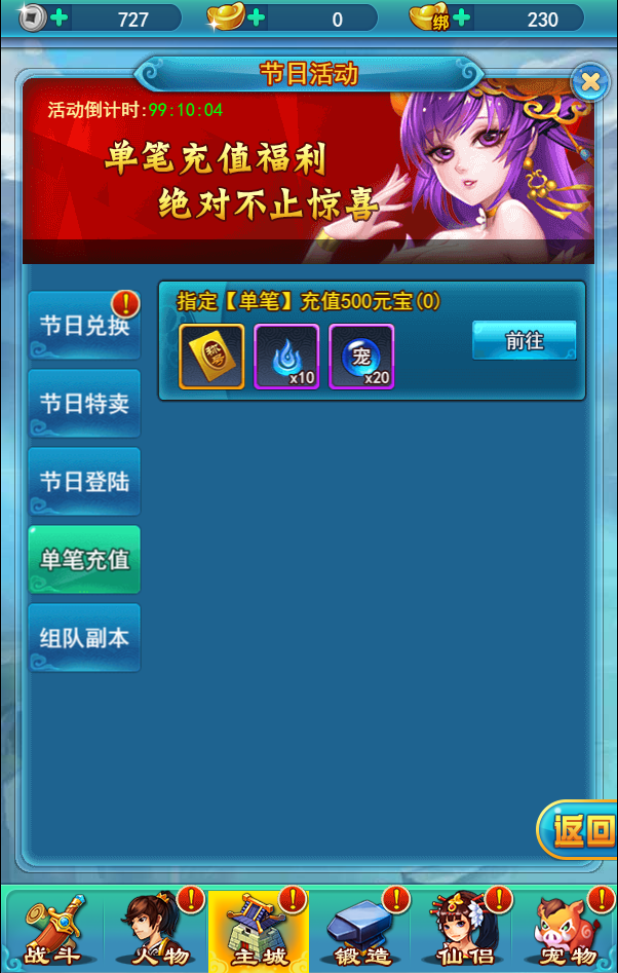 727
0
绑
230
节日活动
活动倒计时:99:10:04
单笔充值福利
绝对不止惊喜
节日兑换
节日特卖
节日登陆
单笔充值
组队副本
指定【单笔】充值500元宝(0)
称号
x10
宠
x20
前往
返回
战斗
人物
主城
锻造
仙侣
宠物